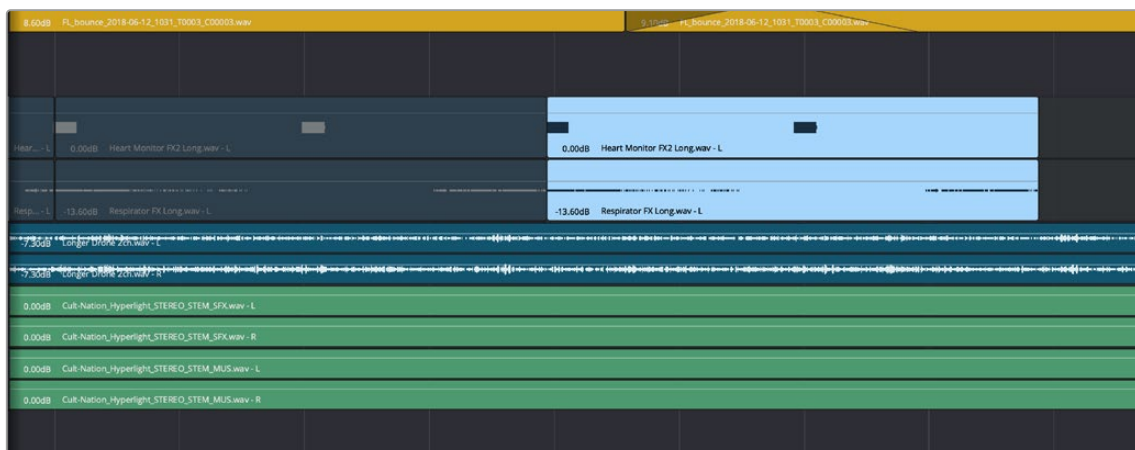 8.60dB FL_bounce_2018-06-12_1031_T0003_C00003.wav 9.10dB FL_bounce_2018-06-12_1031_T0003_C00003.wav
Hear... - L 0.00dB Heart Monitor FX2 Long.wav - L 0.00dB Heart Monitor FX2 Long.wav - L
Resp... - L -13.60dB Respirator FX Long.wav - L -13.60dB Respirator FX Long.wav - L
-7.30dB Longer Drone 2ch.wav - L
-7.30dB Longer Drone 2ch.wav - R
0.00dB Cult-Nation_Hyperlight_STEREO_STEM_SFX.wav - L
0.00dB Cult-Nation_Hyperlight_STEREO_STEM_SFX.wav - R
0.00dB Cult-Nation_Hyperlight_STEREO_STEM_MUS.wav - L
0.00dB Cult-Nation_Hyperlight_STEREO_STEM_MUS.wav - R